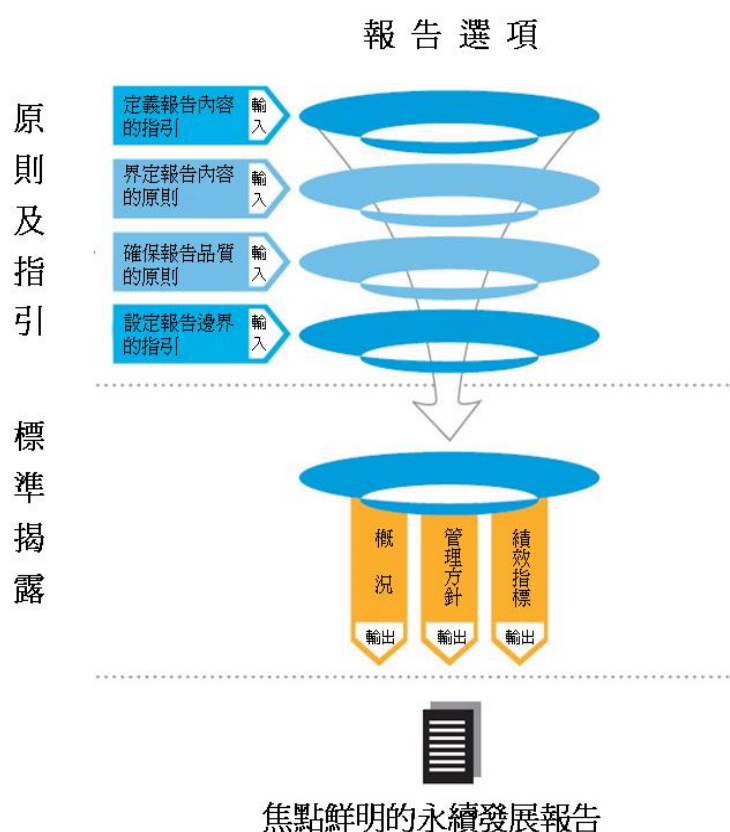 報告選項
原則及指引
定義報告內容
的指引
輸入
界定報告內容
的原則
輸入
確保報告品質
的原則
輸入
設定報告邊界
的指引
輸入
標準揭露
概況
管理方針
績效指標
輸出
輸出
輸出
焦點鮮明的永續發展報告